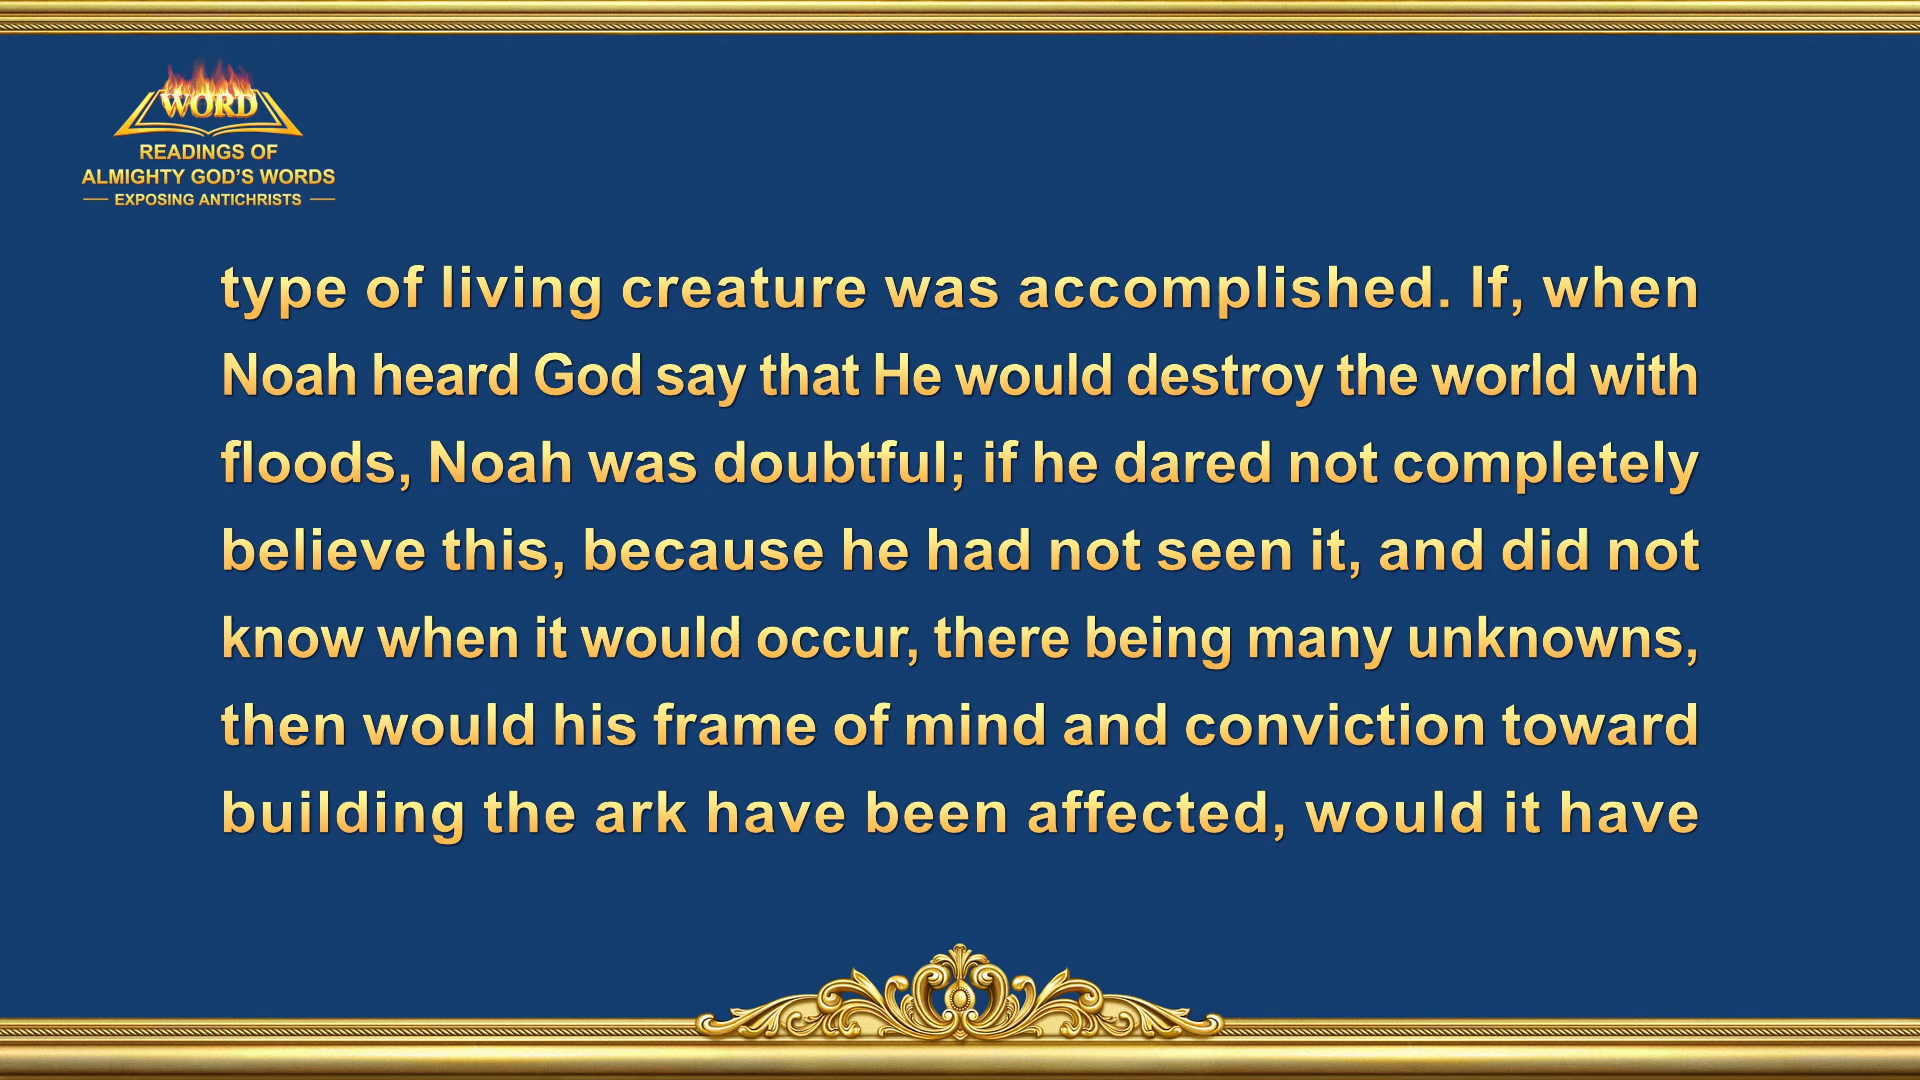 WORD
READINGS OF
ALMIGHTY GOD'S WORDS
EXPOSING ANTICHRISTS
type of living creature was accomplished. If, when
Noah heard God say that He would destroy the world with
floods, Noah was doubtful; if he dared not completely
believe this, because he had not seen it, and did not
know when it would occur, there being many unknowns,
then would his frame of mind and conviction toward
building the ark have been affected, would it have